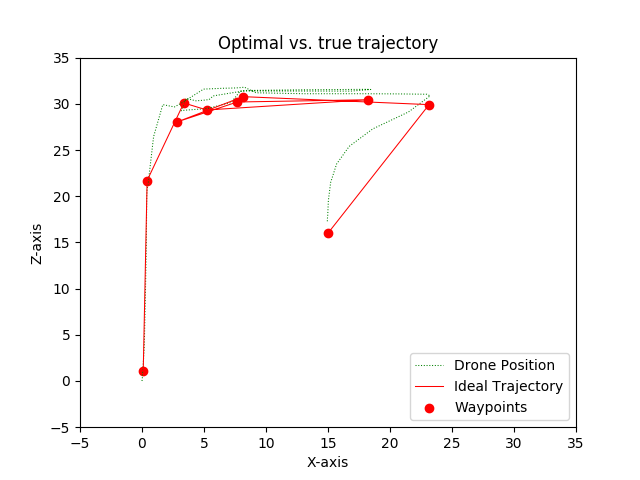 Optimal vs. true trajectory
35
30
25
20
15
10
5
0
−5
Z-axis
−5 0 5 10 15 20 25 30 35
X-axis
Drone Position
Ideal Trajectory
Waypoints